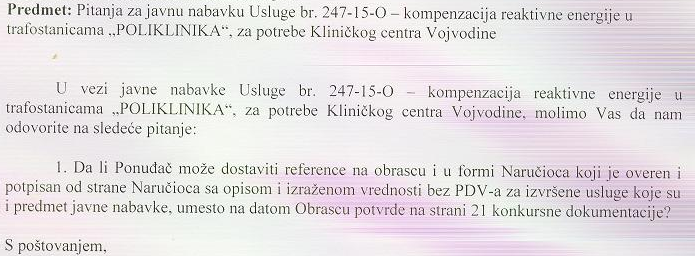 Predmet: Pitanja za javnu nabavku Usluge br. 247-15-O – kompenzacija reaktivne energije u
trafostanicama „POLIKLINIKA“, za potrebe Kliničkog centra Vojvodine
U vezi javne nabavke Usluge br. 247-15-O – kompenzacija reaktivne energije u
trafostanicama „POLIKLINIKA“, za potrebe Kliničkog centra Vojvodine, molimo Vas da nam
odovorite na sledeće pitanje:
1. Da li Ponuđač može dostaviti reference na obrascu i u formi Naručioca koji je overen i
potpisan od strane Naručioca sa opisom i izraženom vrednosti bez PDV-a za izvršene usluge koje su
i predmet javne nabavke, umesto na datom Obrascu potvrde na strani 21 konkursne dokumentacije?
S poštovanjem,